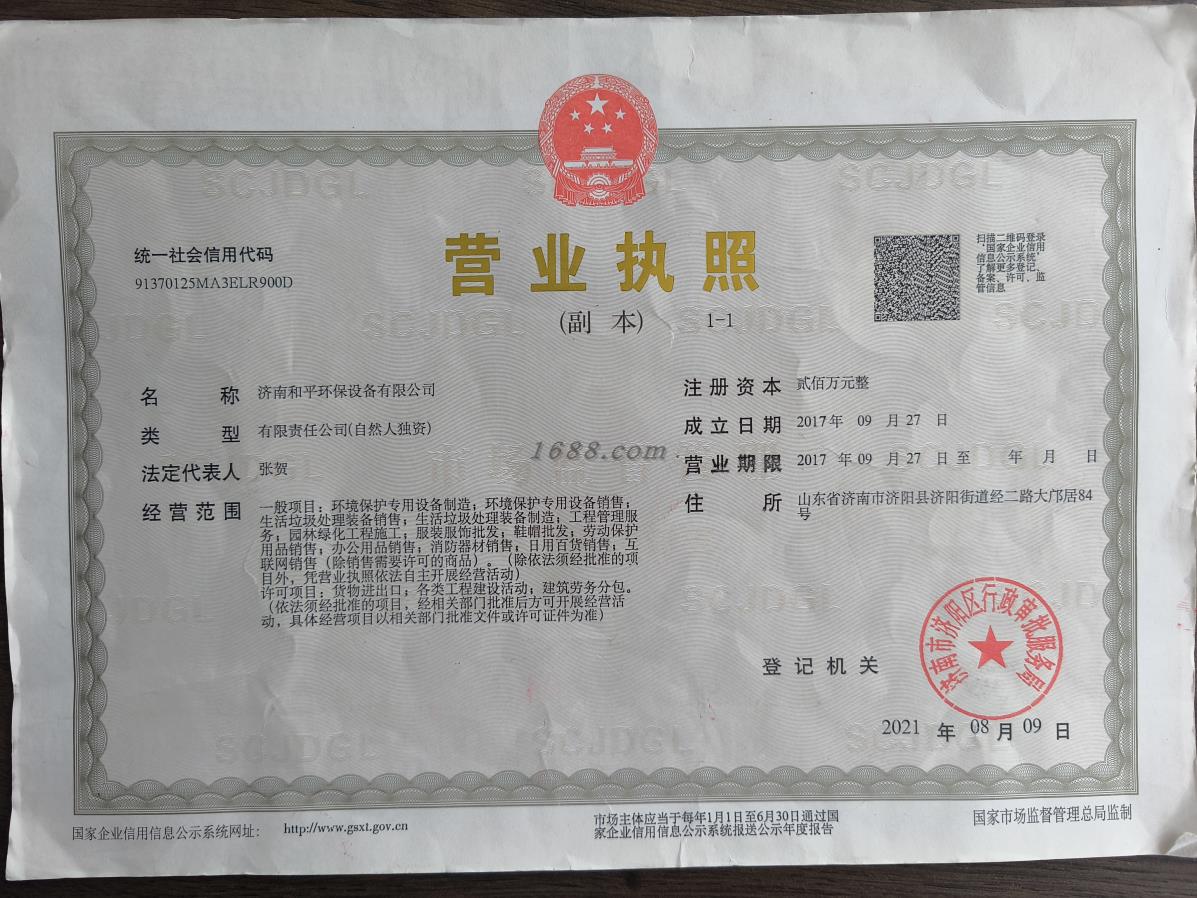 统一社会信用代码
91370125MA3ELR900D
营业执照
(副 本) 1-1
扫描二维码登录
‘国家企业信用
信息公示系统’
了解更多登记、
备案、许可、监
管信息
名 称 济南和平环保设备有限公司
类 型 有限责任公司(自然人独资)
法定代表人 张贺
经营范围 一般项目：环境保护专用设备制造；环境保护专用设备销售；
生活垃圾处理装备销售；生活垃圾处理装备制造；工程管理服
务；园林绿化工程施工；服装服饰批发；鞋帽批发；劳动保护
用品销售；办公用品销售；消防器材销售；日用百货销售；互
联网销售（除销售需要许可的商品）。（除依法须经批准的项
目外，凭营业执照依法自主开展经营活动）
许可项目：货物进出口；各类工程建设活动；建筑劳务分包。
（依法须经批准的项目，经相关部门批准后方可开展经营活
动，具体经营项目以相关部门批准文件或许可证件为准）
注册资本 贰佰万元整
成立日期 2017年 09 月 27 日
营业期限 2017 年 09 月 27 日 至 年 月 日
住 所 山东省济南市济阳县济阳街道经二路大邝居84
号
1688.com
登记机关
济南市济阳区行政审批服务局
2021 年 08 月 09 日
国家企业信用信息公示系统网址： http://www.gsxt.gov.cn
市场主体应当于每年1月1日至6月30日通过国
家企业信用信息公示系统报送公示年度报告
国家市场监督管理总局监制
SCJDGL
SCJDGL
SCJDGL
SCJDGL
SCJDGL
SCJDGL